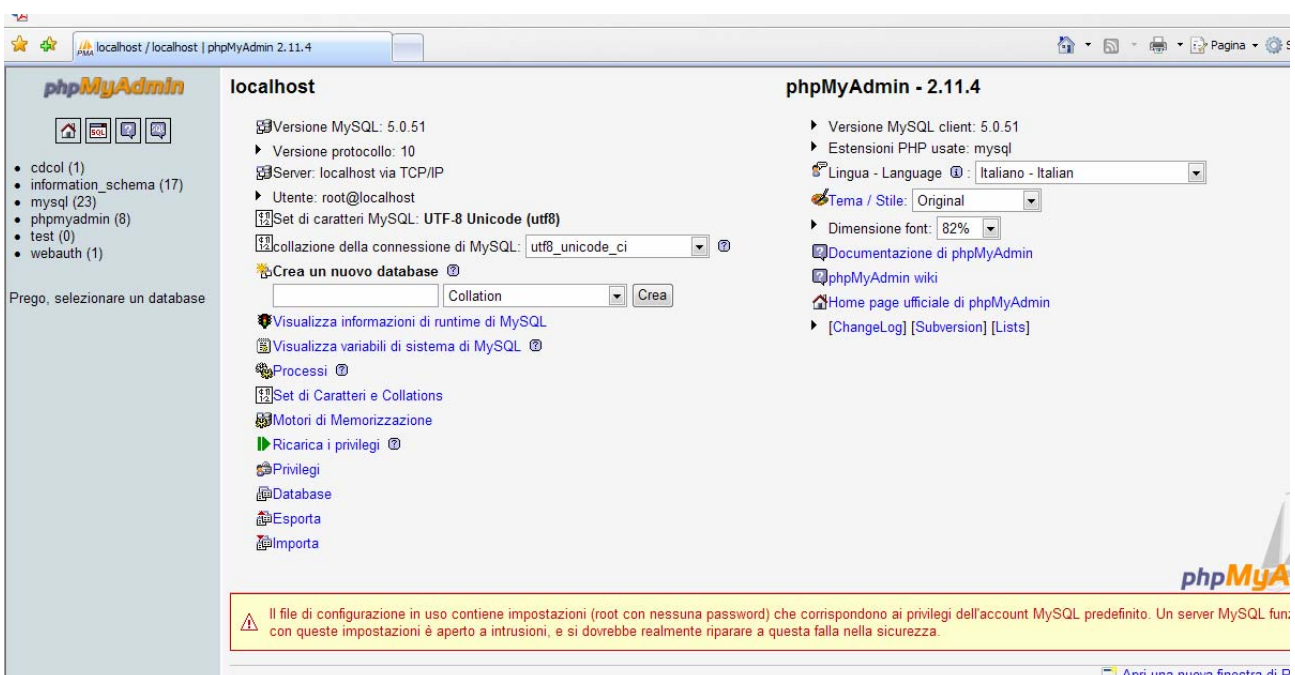 localhost / localhost | phpMyAdmin 2.11.4
Pagina
phpMyAdmin
SQL
cdcol (1)
information_schema (17)
mysql (23)
phpmyadmin (8)
test (0)
webauth (1)
Prego, selezionare un database
localhost
Versione MySQL: 5.0.51
Versione protocollo: 10
Server: localhost via TCP/IP
Utente: root@localhost
Set di caratteri MySQL: UTF-8 Unicode (utf8)
collazione della connessione di MySQL: utf8_unicode_ci
Crea un nuovo database
Collation Crea
Visualizza informazioni di runtime di MySQL
Visualizza variabili di sistema di MySQL
Processi
Set di Caratteri e Collations
Motori di Memorizzazione
Ricarica i privilegi
Privilegi
Database
Esporta
Importa
phpMyAdmin - 2.11.4
Versione MySQL client: 5.0.51
Estensioni PHP usate: mysql
Lingua - Language : Italiano - Italian
Tema / Stile: Original
Dimensione font: 82%
Documentazione di phpMyAdmin
phpMyAdmin wiki
Home page ufficiale di phpMyAdmin
[ChangeLog] [Subversion] [Lists]
phpMyA
Il file di configurazione in uso contiene impostazioni (root con nessuna password) che corrispondono ai privilegi dell'account MySQL predefinito. Un server MySQL fun
con queste impostazioni è aperto a intrusioni, e si dovrebbe realmente riparare a questa falla nella sicurezza.
Apri una nuova finestra di